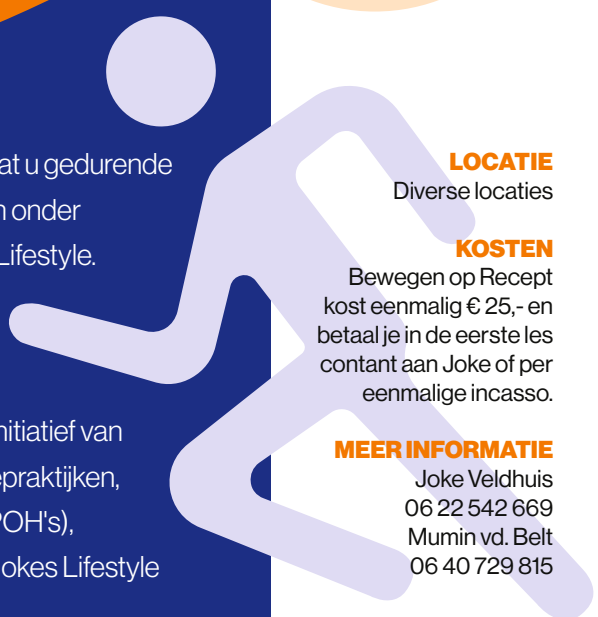 at u gedurende
onder
Lifestyle.
nitiatief van
praktijken,
OH's),
okes Lifestyle
LOCATIE
Diverse locaties
KOSTEN
Bewegen op Recept
kost eenmalig € 25,- en
betaal je in de eerste les
contant aan Joke of per
eenmalige incasso.
MEER INFORMATIE
Joke Veldhuis
06 22 542 669
Mumin vd. Belt
06 40 729 815